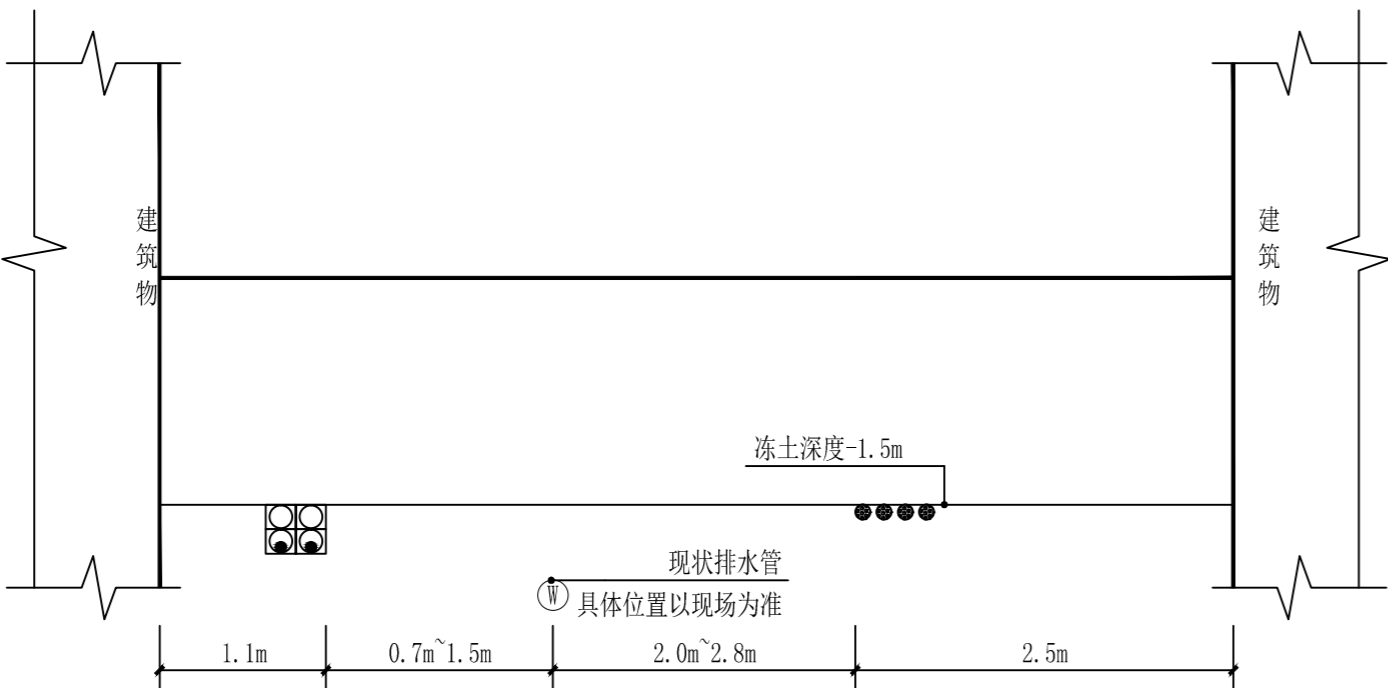 建筑物
建筑物
冻土深度-1.5m
现状排水管
W
具体位置以现场为准
1.1m
0.7m~1.5m
2.0m~2.8m
2.5m